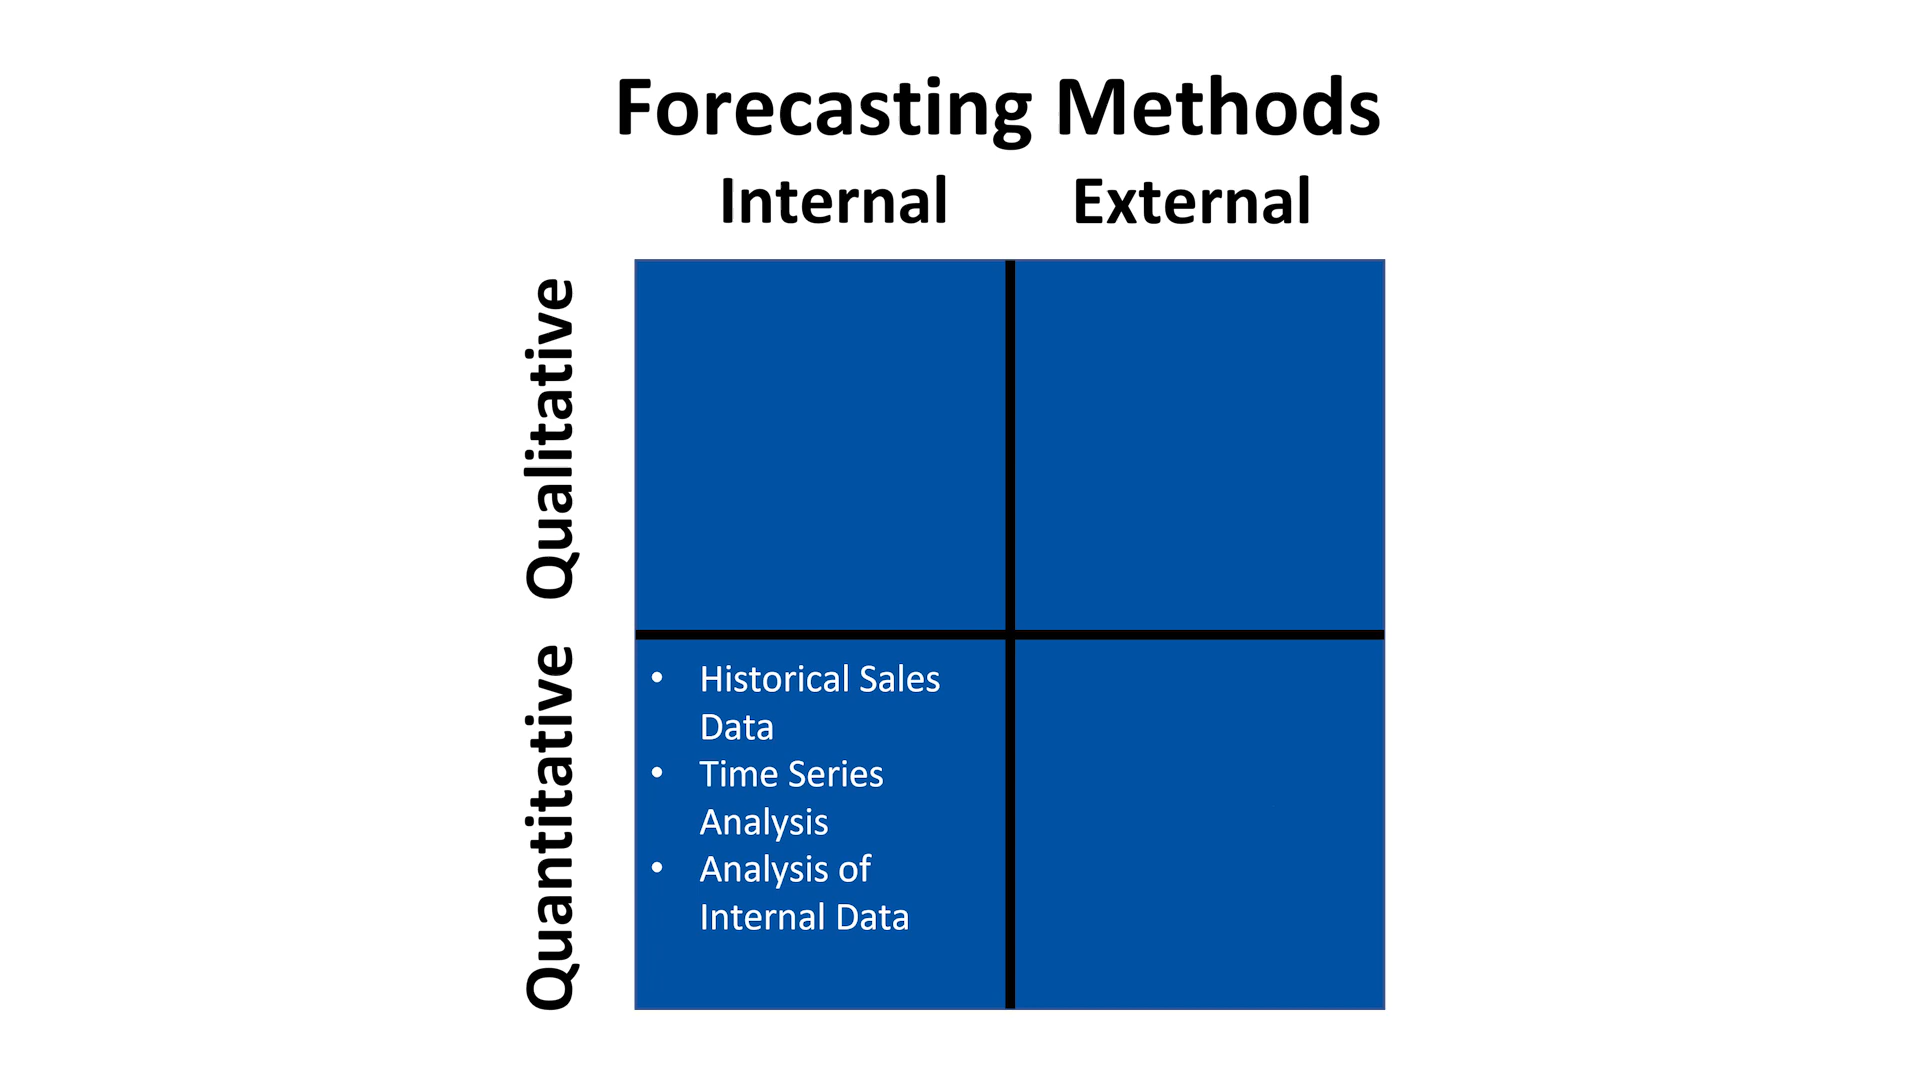 Forecasting Methods
Internal External
Qualitative
Quantitative
• Historical Sales
Data
• Time Series
Analysis
• Analysis of
Internal Data